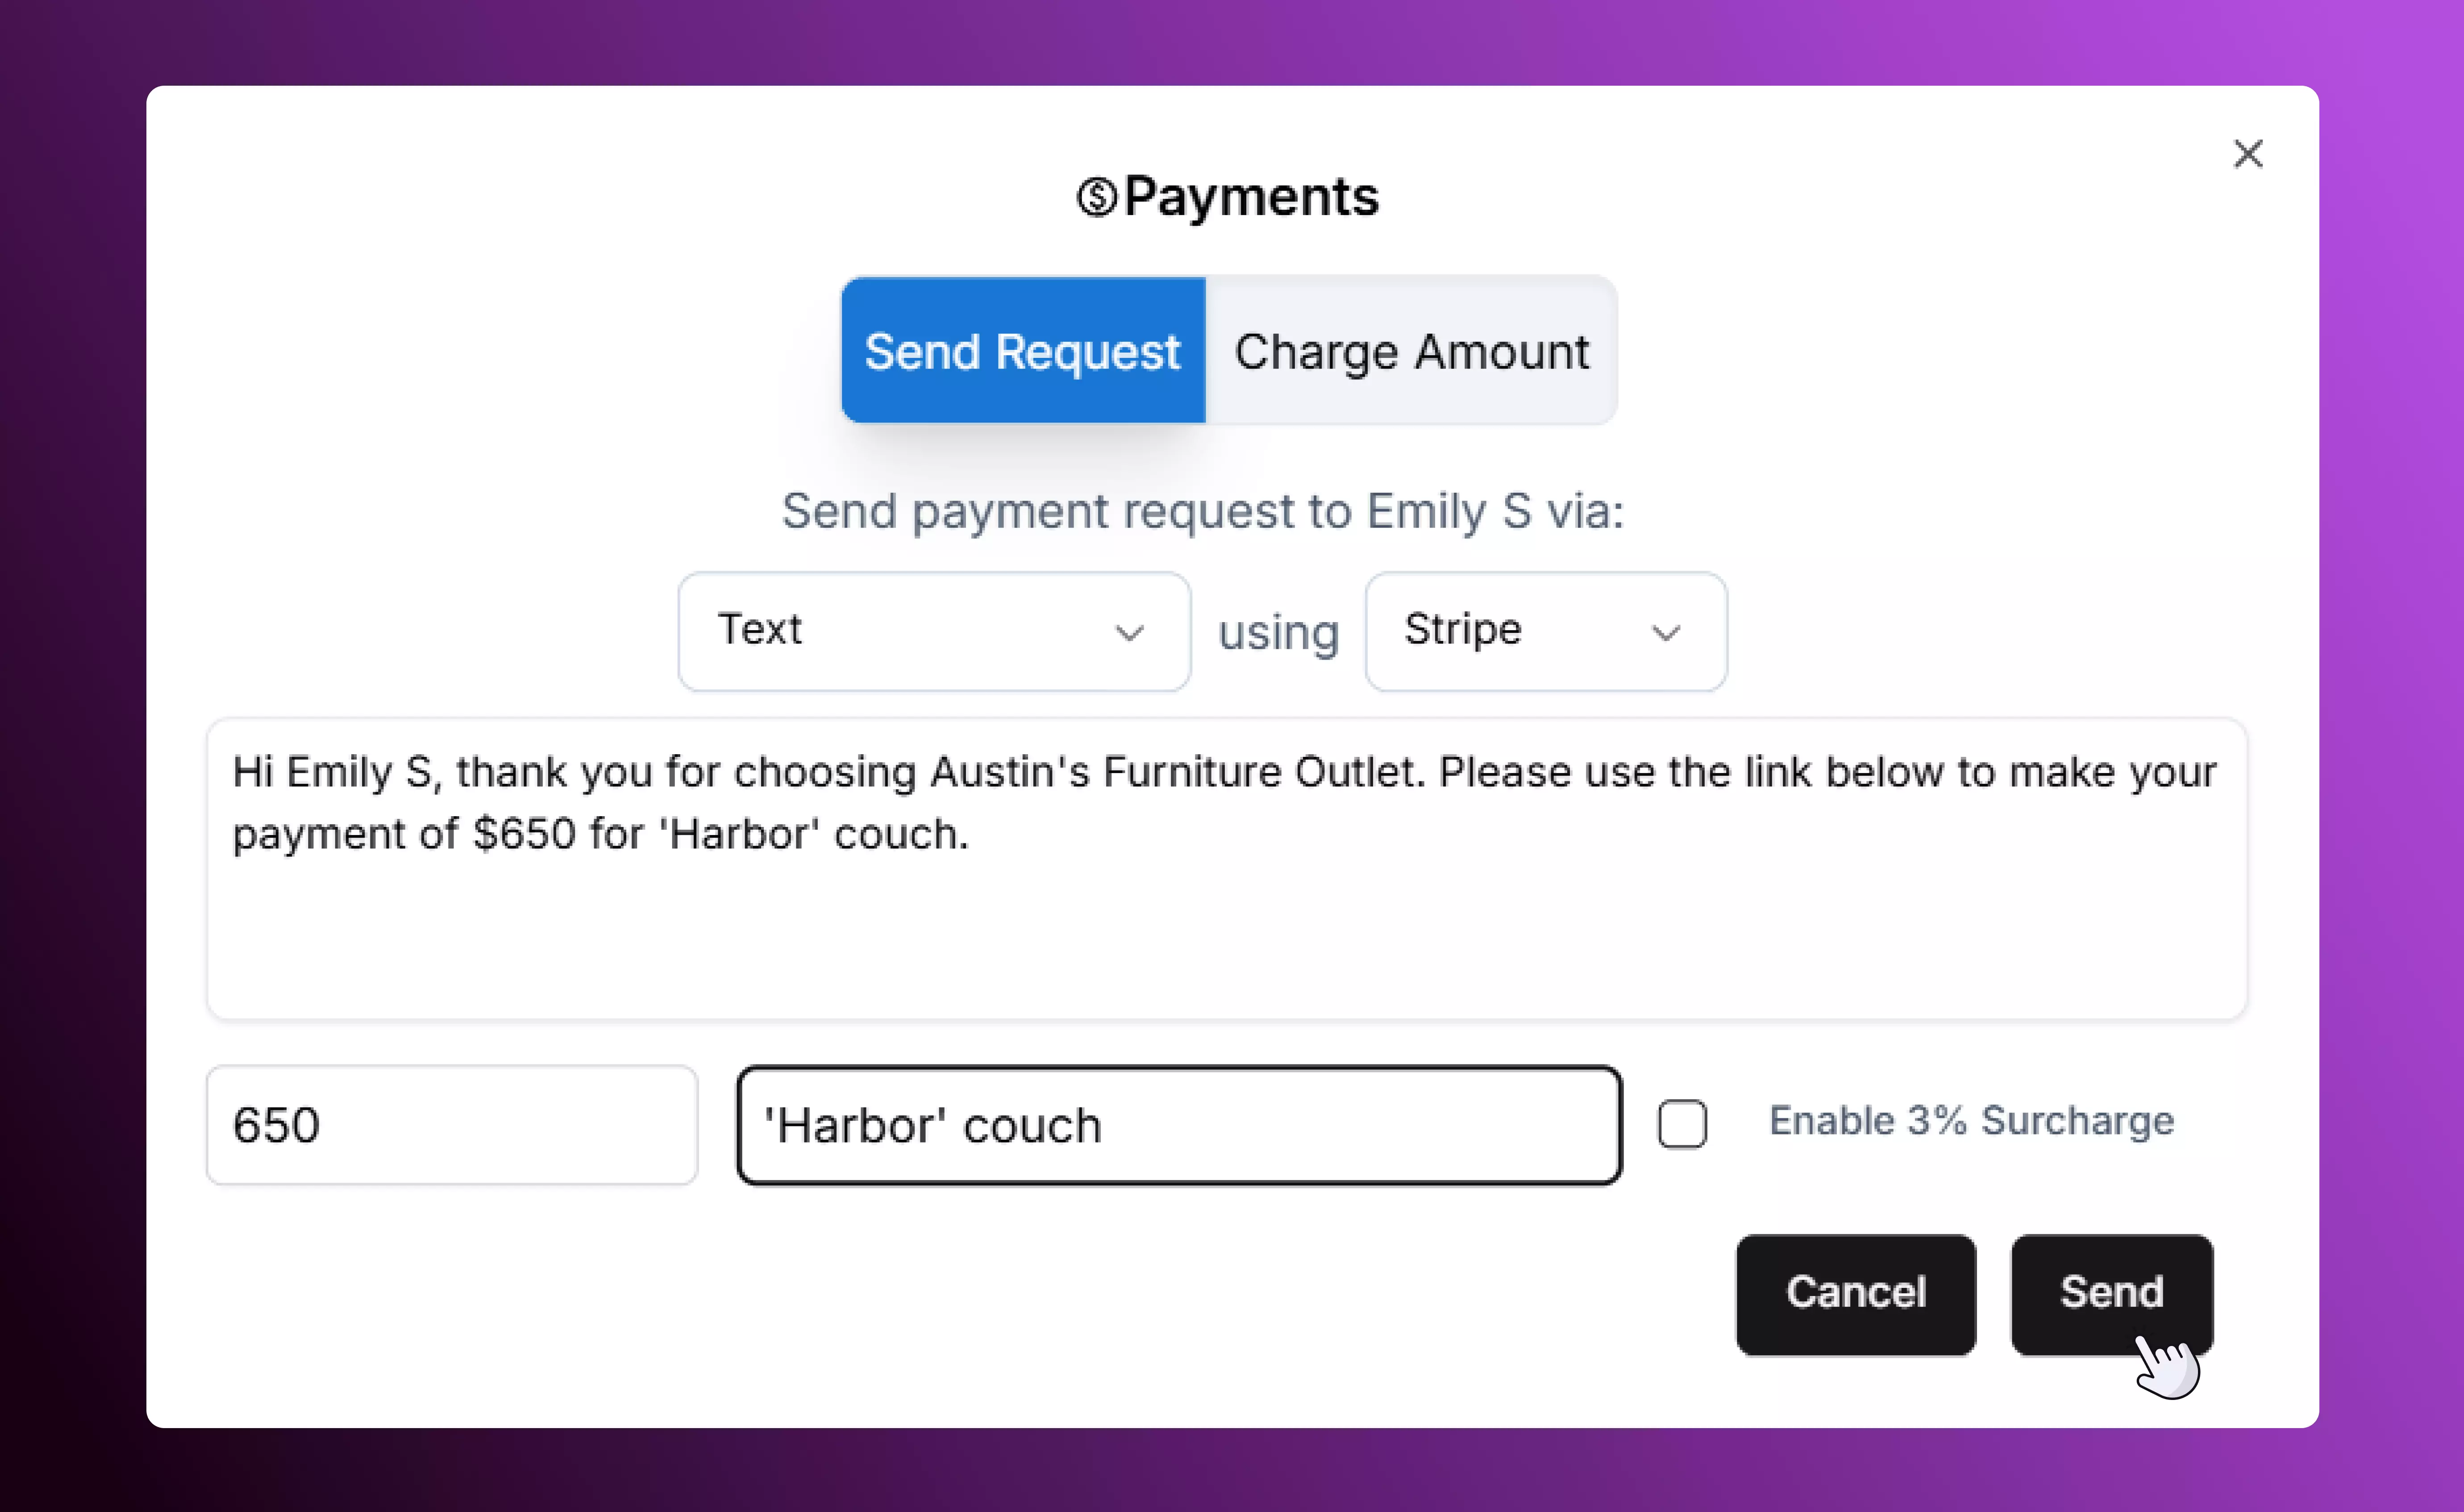 Payments
Send Request
Charge Amount
Send payment request to Emily S via:
Text
using
Stripe
Hi Emily S, thank you for choosing Austin's Furniture Outlet. Please use the link below to make your
payment of $650 for 'Harbor' couch.
650
'Harbor' couch
Enable 3% Surcharge
Cancel
Send